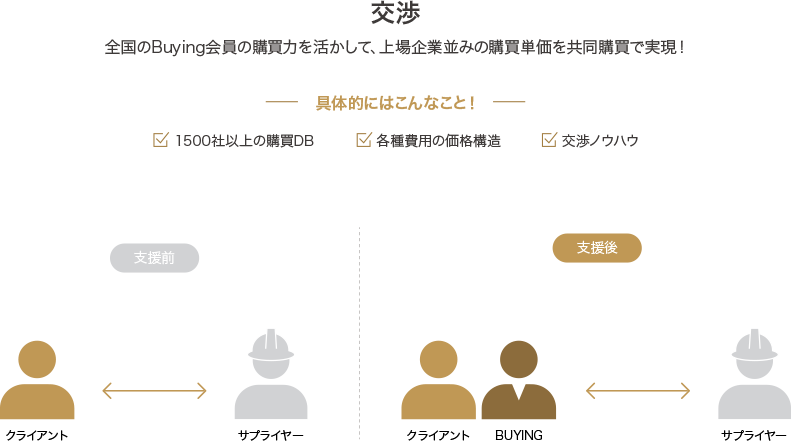 交渉
全国のBuying会員の購買力を活かして、上場企業並みの購買単価を共同購買で実現！
具体的にはこんなこと！
1500社以上の購買DB
各種費用の価格構造
交渉ノウハウ
支援前
支援後
クライアント
サプライヤー
クライアント
BUYING
サプライヤー